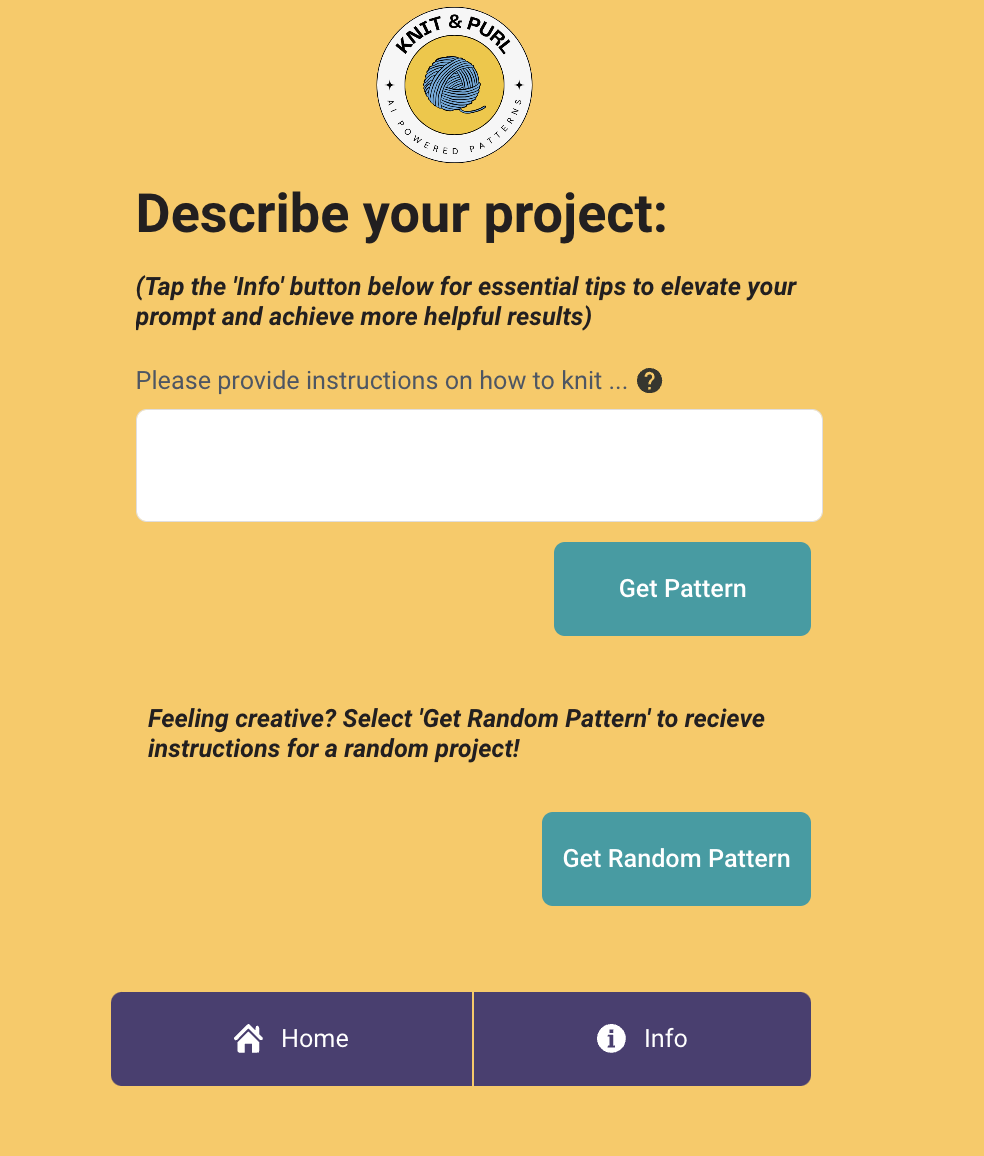 KNIT & PURL
AI POWERED PATTERNS
Describe your project:
(Tap the 'Info' button below for essential tips to elevate your
prompt and achieve more helpful results)
Please provide instructions on how to knit ... ?
Get Pattern
Feeling creative? Select 'Get Random Pattern' to recieve
instructions for a random project!
Get Random Pattern
Home
Info